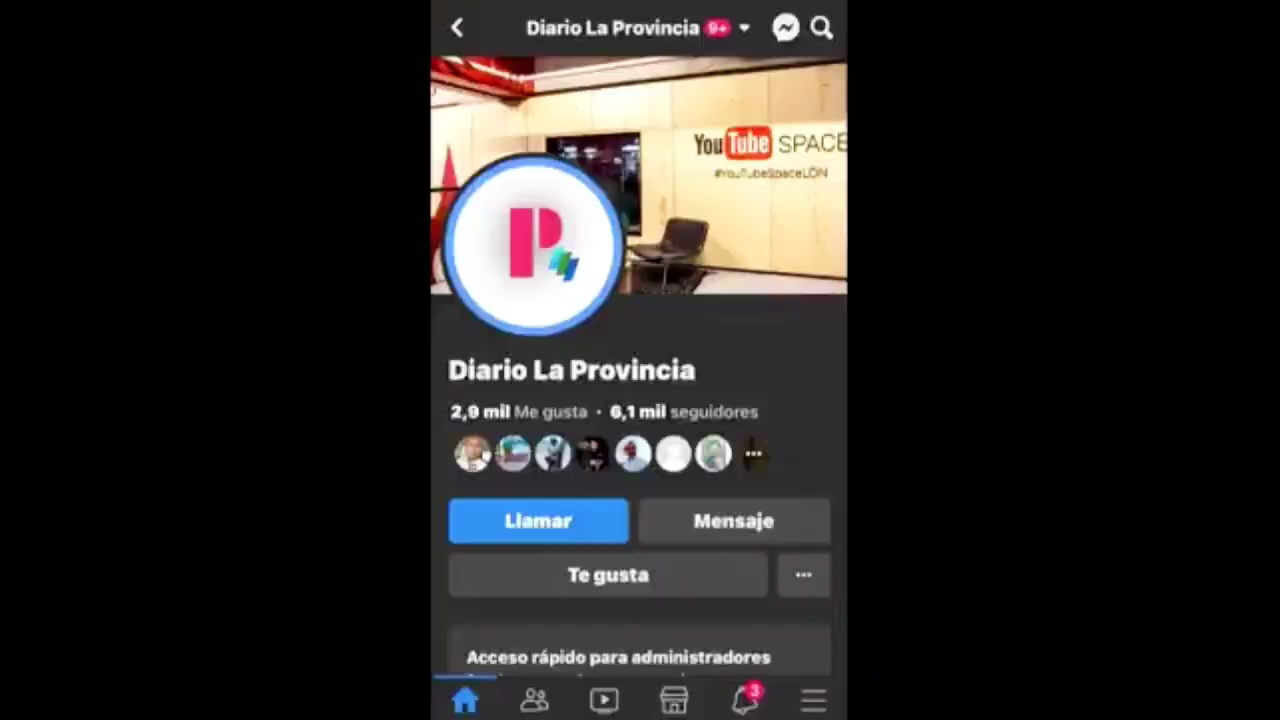 Diario La Provincia 9+
YouTube SPACE
#YouTubeSpaceLDN
P
Diario La Provincia
2,9 mil Me gusta · 6,1 mil seguidores
Llamar Mensaje
Te gusta ...
Acceso rápido para administradores
3